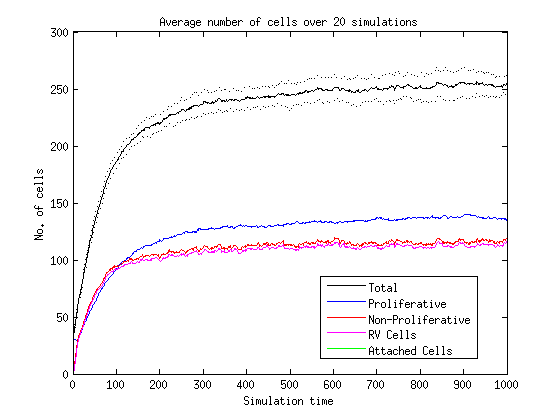 Average number of cells over 20 simulations
300
250
200
150
100
50
0
No. of cells
Total
Proliferative
Non-Proliferative
RV Cells
Attached Cells
0 100 200 300 400 500 600 700 800 900 1000
Simulation time